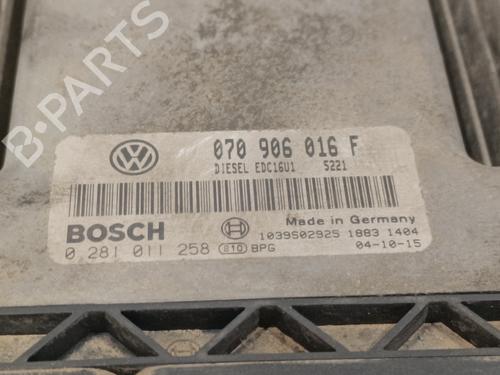 070 906 016 F
DIESEL EDC16U1 5221
BOSCH
Made in Germany
0 281 011 258 810 BPG
1039S02925 1883 1404
04-10-15
B-PARTS